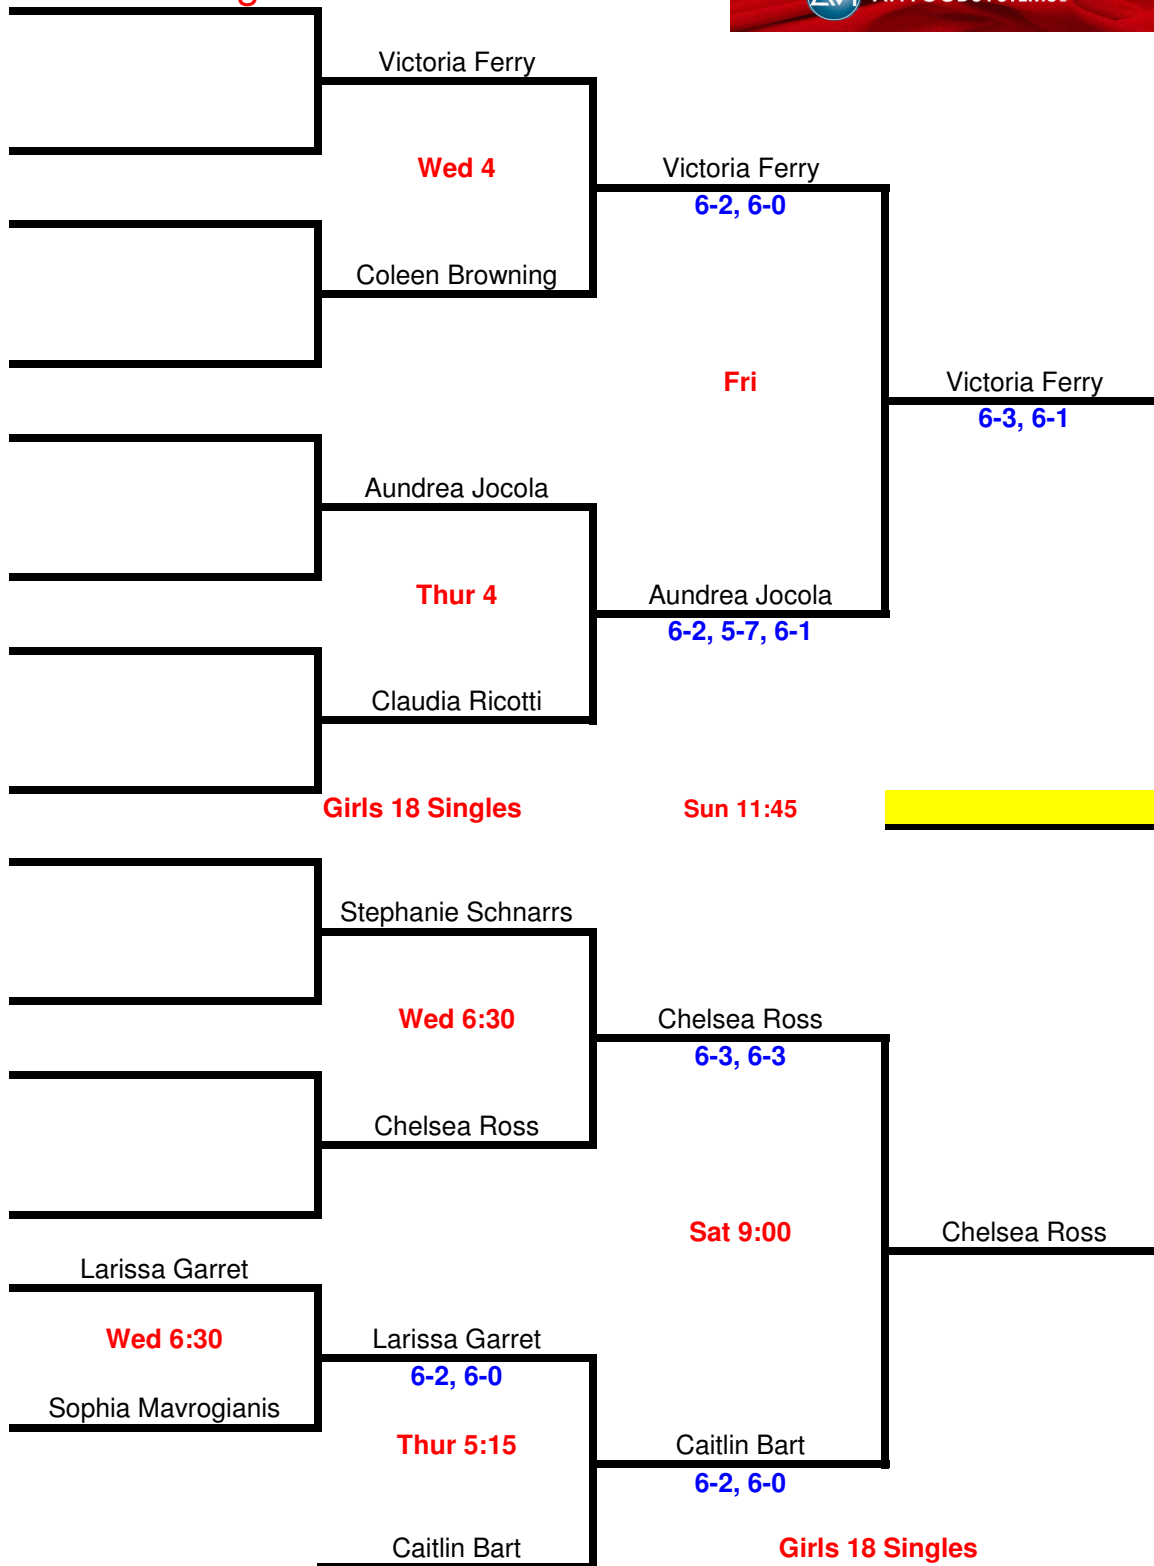 Victoria Ferry
Wed 4
Victoria Ferry
6-2, 6-0
Coleen Browning
Fri
Victoria Ferry
6-3, 6-1
Aundrea Jocola
Thur 4
Aundrea Jocola
6-2, 5-7, 6-1
Claudia Ricotti
Girls 18 Singles
Sun 11:45
Stephanie Schnarrs
Wed 6:30
Chelsea Ross
6-3, 6-3
Chelsea Ross
Sat 9:00
Chelsea Ross
Larissa Garret
Wed 6:30
Larissa Garret
6-2, 6-0
Sophia Mavrogianis
Thur 5:15
Caitlin Bart
6-2, 6-0
Caitlin Bart
Girls 18 Singles